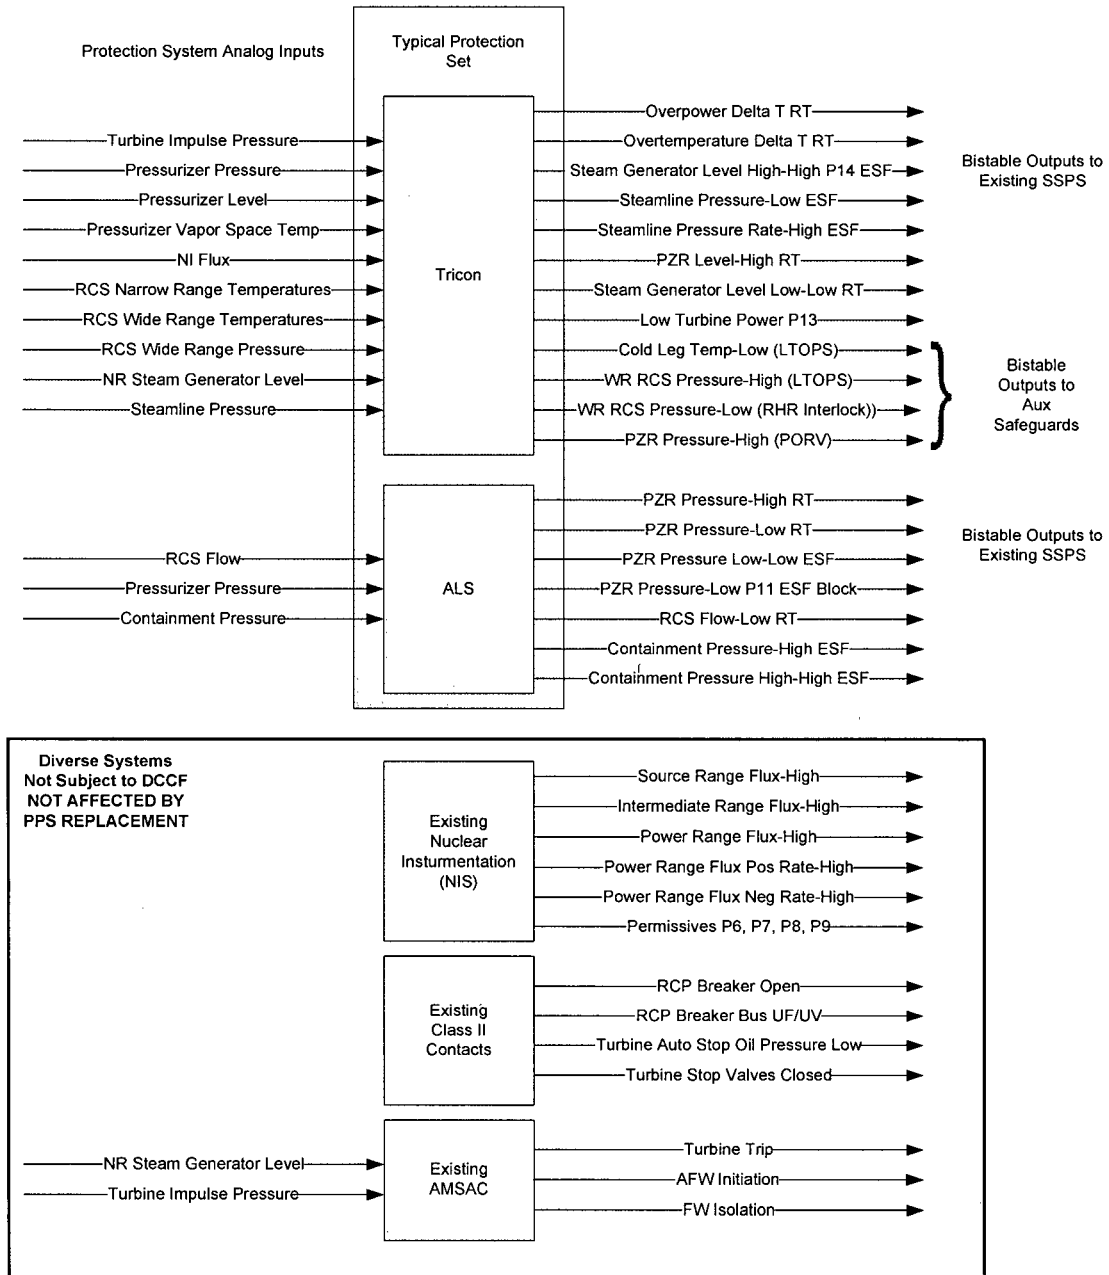 Protection System Analog Inputs
Typical Protection
Set
Turbine Impulse Pressure
Pressurizer Pressure
Pressurizer Level
Pressurizer Vapor Space Temp
NI Flux
RCS Narrow Range Temperatures
RCS Wide Range Temperatures
RCS Wide Range Pressure
NR Steam Generator Level
Steamline Pressure
Tricon
Overpower Delta T RT
Overtemperature Delta T RT
Steam Generator Level High-High P14 ESF
Steamline Pressure-Low ESF
Steamline Pressure Rate-High ESF
PZR Level-High RT
Steam Generator Level Low-Low RT
Low Turbine Power P13
Cold Leg Temp-Low (LTOPS)
WR RCS Pressure-High (LTOPS)
WR RCS Pressure-Low (RHR Interlock))
PZR Pressure-High (PORV)
Bistable Outputs to
Existing SSPS
Bistable
Outputs to
Aux
Safeguards
RCS Flow
Pressurizer Pressure
Containment Pressure
ALS
PZR Pressure-High RT
PZR Pressure-Low RT
PZR Pressure Low-Low ESF
PZR Pressure-Low P11 ESF Block
RCS Flow-Low RT
Containment Pressure-High ESF
Containment Pressure High-High ESF
Bistable Outputs to
Existing SSPS
Diverse Systems
Not Subject to DCCF
NOT AFFECTED BY
PPS REPLACEMENT
Existing
Nuclear
Insturmentation
(NIS)
Source Range Flux-High
Intermediate Range Flux-High
Power Range Flux-High
Power Range Flux Pos Rate-High
Power Range Flux Neg Rate-High
Permissives P6, P7, P8, P9
Existing
Class II
Contacts
RCP Breaker Open
RCP Breaker Bus UF/UV
Turbine Auto Stop Oil Pressure Low
Turbine Stop Valves Closed
NR Steam Generator Level
Turbine Impulse Pressure
Existing
AMSAC
Turbine Trip
AFW Initiation
FW Isolation